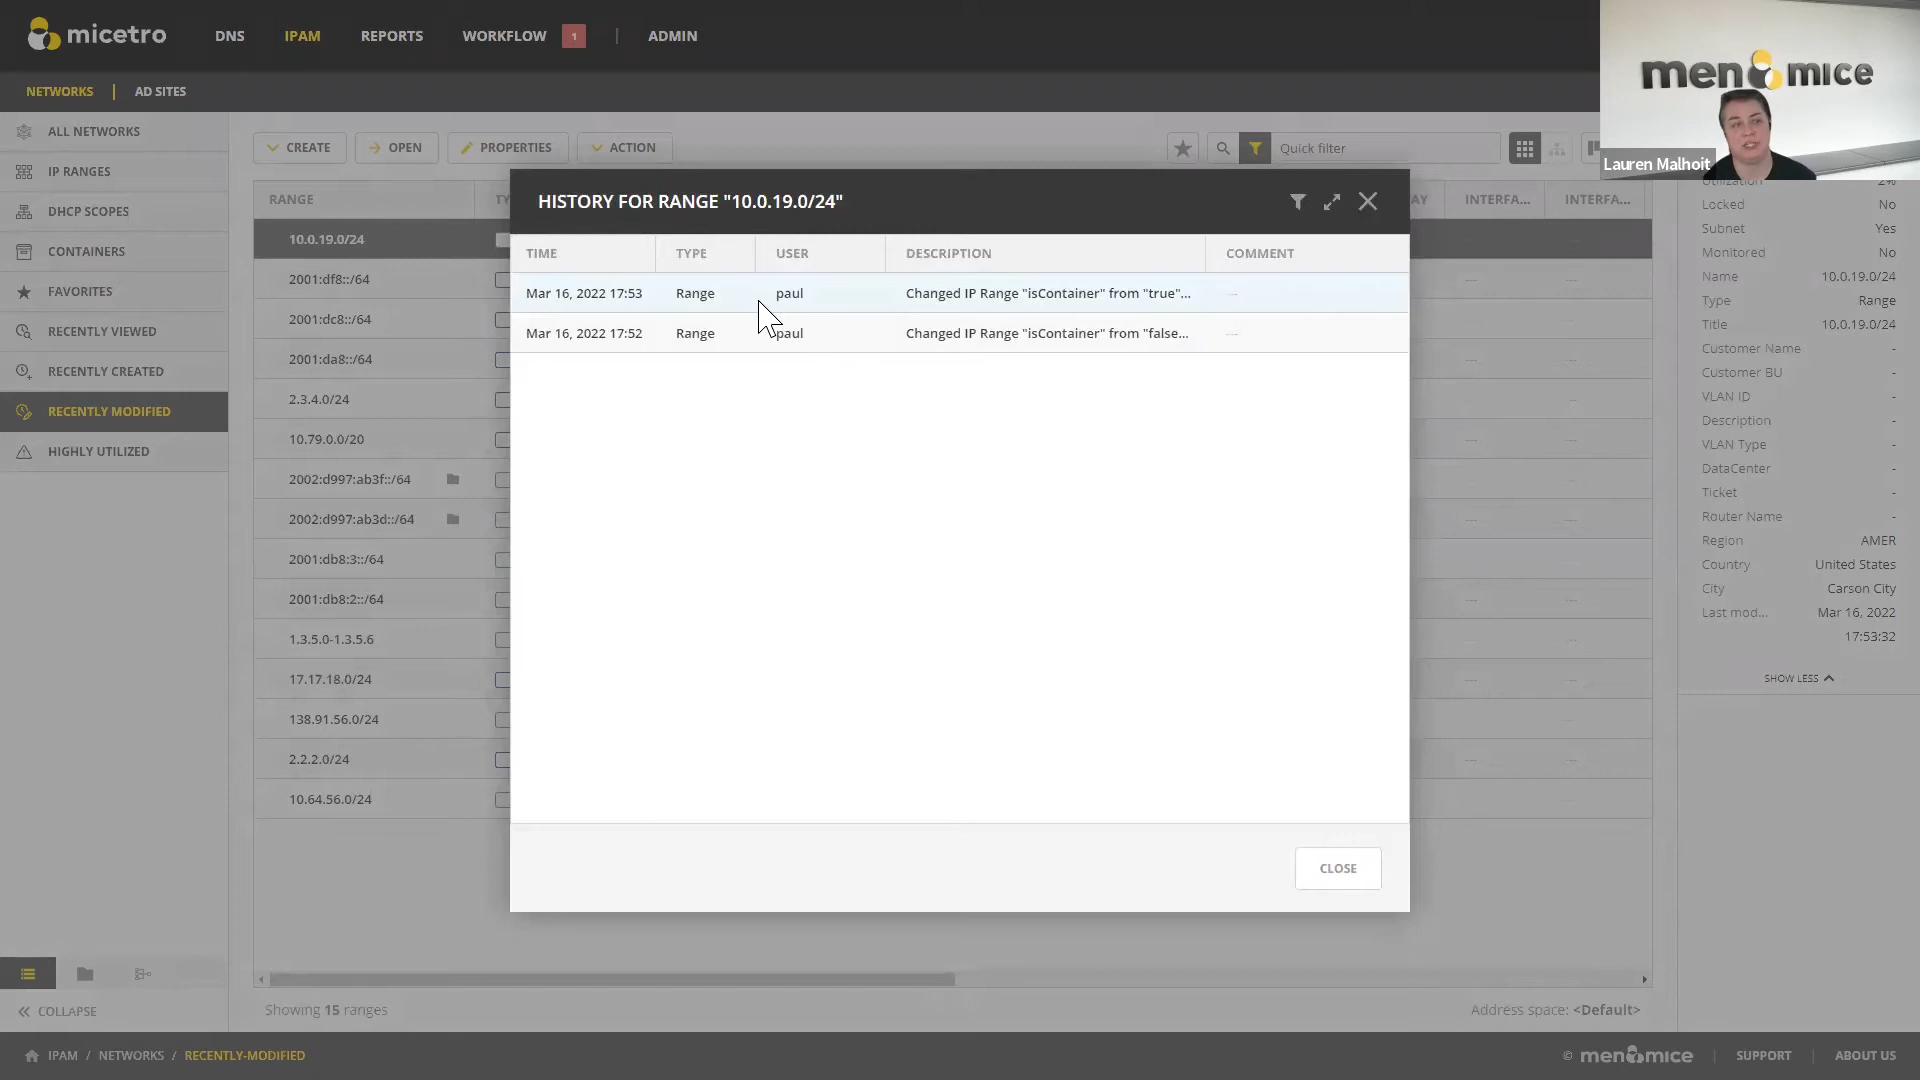 micetro
DNS
IPAM
REPORTS
WORKFLOW
1
ADMIN
men&mice
Lauren Malhoit
NETWORKS
AD SITES
ALL NETWORKS
IP RANGES
DHCP SCOPES
CONTAINERS
FAVORITES
RECENTLY VIEWED
RECENTLY CREATED
RECENTLY MODIFIED
HIGHLY UTILIZED
COLLAPSE
CREATE
OPEN
PROPERTIES
ACTION
Quick filter
RANGE
TY
AY
INTERFA...
INTERFA...
10.0.19.0/24
2001:df8::/64
2001:dc8::/64
2001:da8::/64
2.3.4.0/24
10.79.0.0/20
2002:d997:ab3f::/64
2002:d997:ab3d::/64
2001:db8:3::/64
2001:db8:2::/64
1.3.5.0-1.3.5.6
17.17.18.0/24
138.91.56.0/24
2.2.2.0/24
10.64.56.0/24
HISTORY FOR RANGE "10.0.19.0/24"
TIME TYPE USER DESCRIPTION COMMENT
Mar 16, 2022 17:53 Range paul Changed IP Range "isContainer" from "true"... ---
Mar 16, 2022 17:52 Range paul Changed IP Range "isContainer" from "false... ---
CLOSE
Utilization 2%
Locked No
Subnet Yes
Monitored No
Name 10.0.19.0/24
Type Range
Title 10.0.19.0/24
Customer Name -
Customer BU -
VLAN ID -
Description -
VLAN Type -
DataCenter -
Ticket -
Router Name -
Region AMER
Country United States
City Carson City
Last mod... Mar 16, 2022
17:53:32
SHOW LESS
Showing 15 ranges
Address space: <Default>
IPAM / NETWORKS / RECENTLY-MODIFIED
© men&mice
SUPPORT
ABOUT US